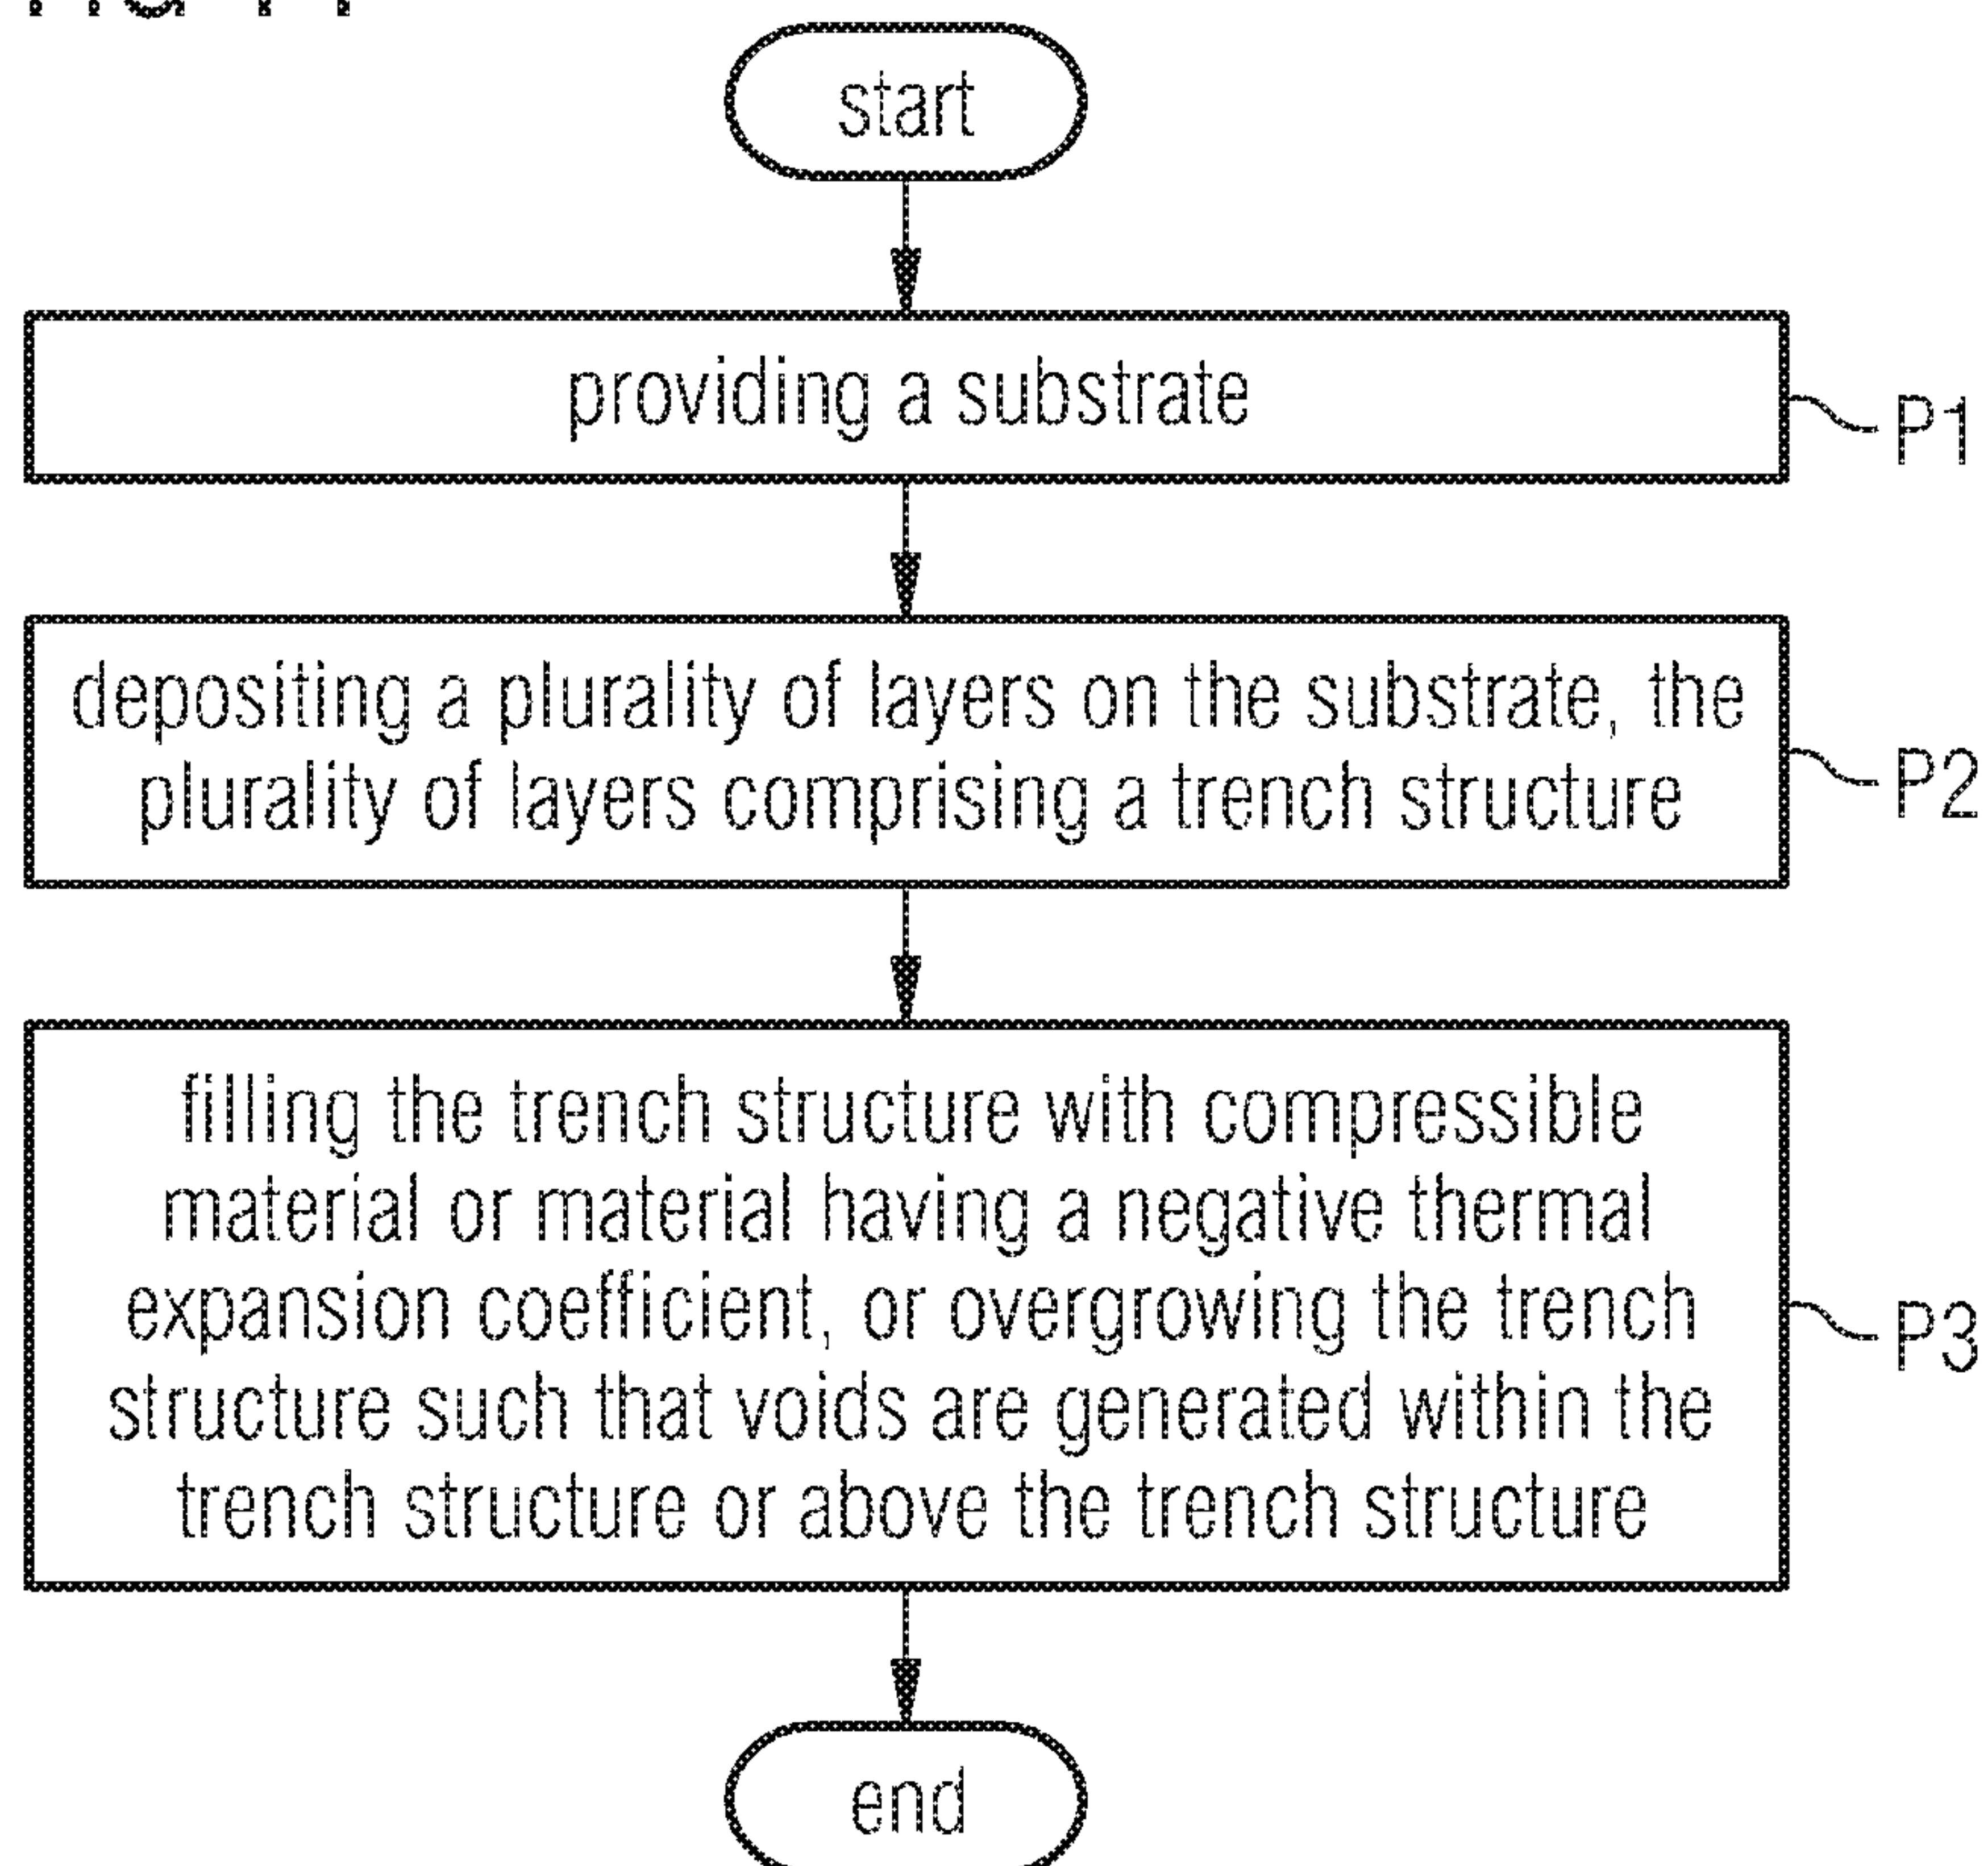 start
providing a substrate
P1
depositing a plurality of layers on the substrate, the
plurality of layers comprising a trench structure
P2
filling the trench structure with compressible
material or material having a negative thermal
expansion coefficient, or overgrowing the trench
structure such that voids are generated within the
trench structure or above the trench structure
P3
end